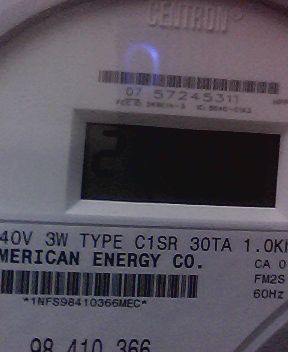 CENTRON®
07 57245311
2
40V 3W TYPE C1SR 30TA 1.0K
MERICAN ENERGY CO.
CA 0
FM2S
60Hz
*1NFS98410366MEC*
98 410 366